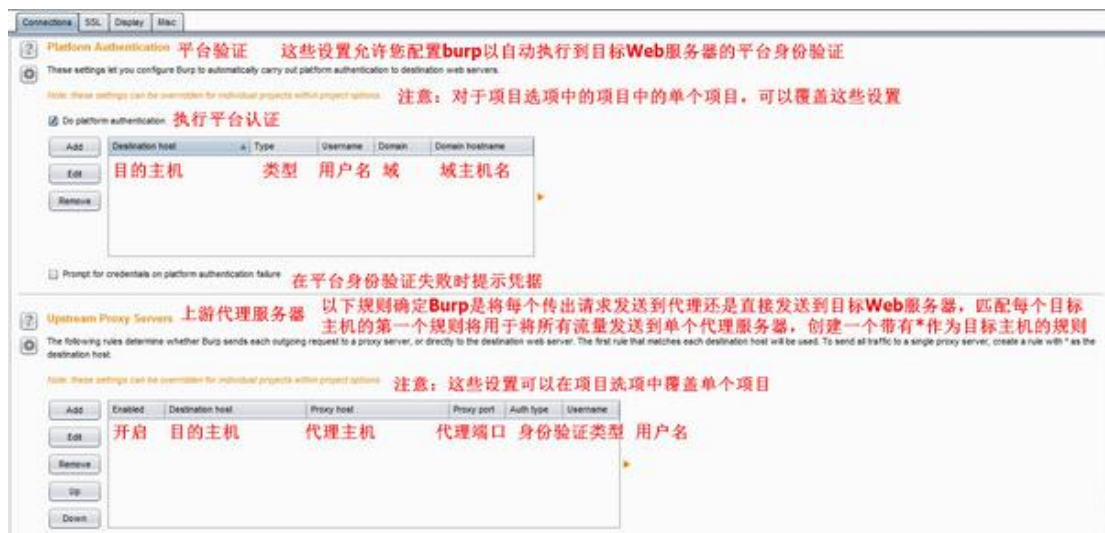 Connections SSL Display Misc
Platform Authentication 平台验证 这些设置允许您配置burp以自动执行到目标Web服务器的平台身份验证
These settings let you configure Burp to automatically carry out platform authentication to destination web servers.
Note: these settings can be overridden for individual projects within project options. 注意：对于项目选项中的项目中的单个项目，可以覆盖这些设置
Do platform authentication 执行平台认证
Add Destination host Type Username Domain Domain hostname
Edit 目的主机 类型 用户名 域 域主机名
Remove
Prompt for credentials on platform authentication failure 在平台身份验证失败时提示凭据
Upstream Proxy Servers 上游代理服务器 以下规则确定Burp是将每个传出请求发送到代理还是直接发送到目标Web服务器，匹配每个目标
主机的第一个规则将用于将所有流量发送到单个代理服务器，创建一个带有*作为目标主机的规则
The following rules determine whether Burp sends each outgoing request to a proxy server, or directly to the destination web server. The first rule that matches each destination host will be used. To send all traffic to a single proxy server, create a rule with * as the
destination host.
Note: these settings can be overridden for individual projects within project options. 注意：这些设置可以在项目选项中覆盖单个项目
Add Enabled Destination host Proxy host Proxy port Auth type Username
Edit 开启 目的主机 代理主机 代理端口 身份验证类型 用户名
Remove
Up
Down